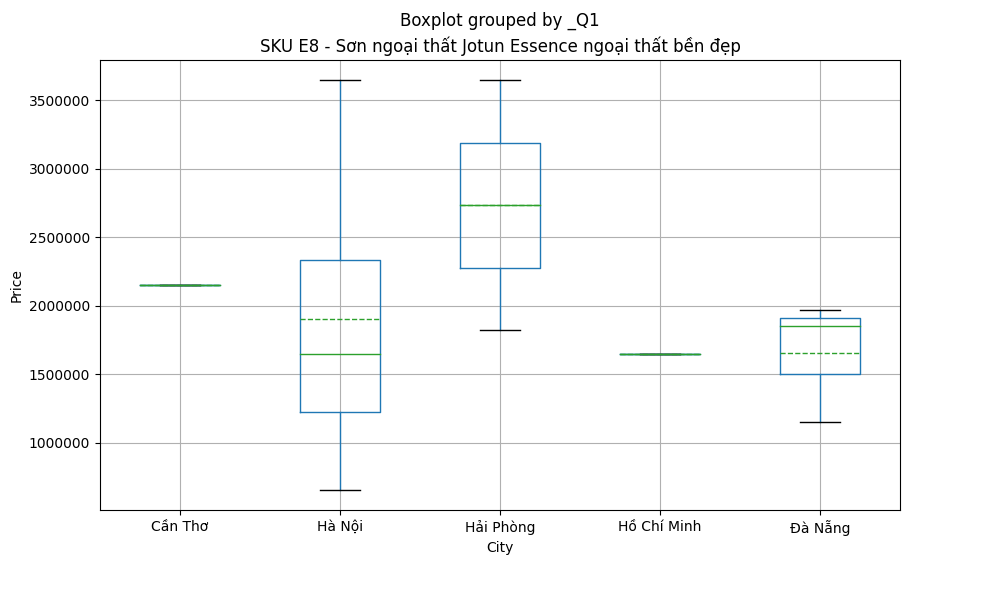 Boxplot grouped by _Q1
SKU E8 - Sơn ngoại thất Jotun Essence ngoại thất bền đẹp
3500000
3000000
2500000
2000000
1500000
1000000
Price
Cần Thơ
Hà Nội
Hải Phòng
Hồ Chí Minh
Đà Nẵng
City